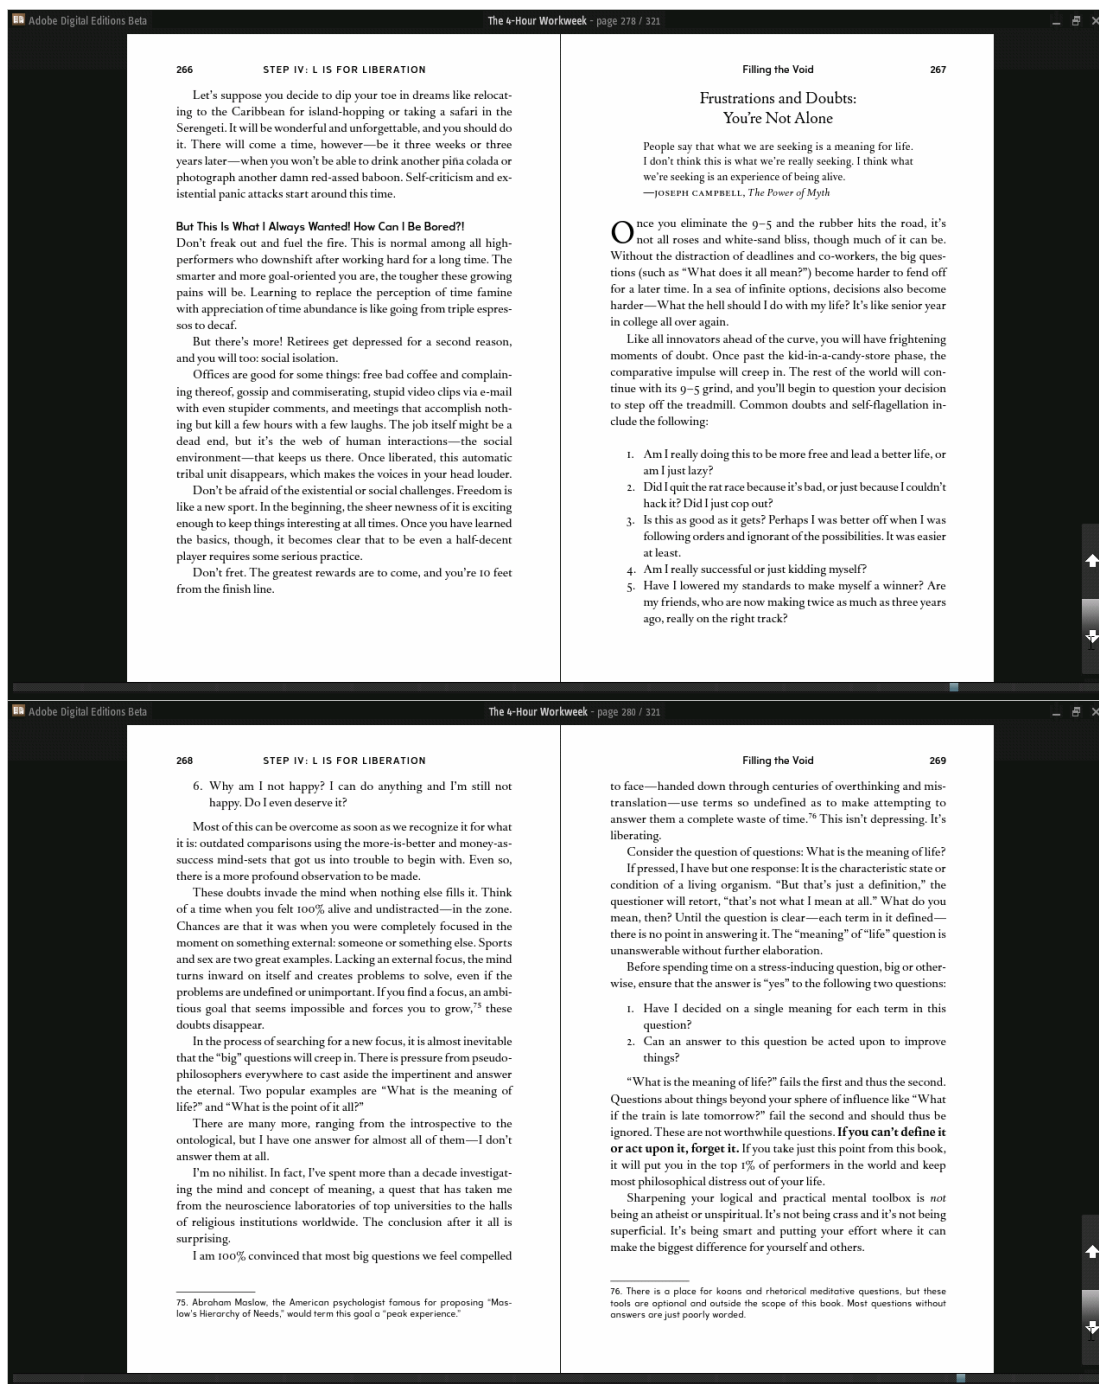 Adobe Digital Editions Beta
The 4-Hour Workweek - page 278 / 321
266 STEP IV: L IS FOR LIBERATION
Let's suppose you decide to dip your toe in dreams like relocat-
ing to the Caribbean for island-hopping or taking a safari in the
Serengeti. It will be wonderful and unforgettable, and you should do
it. There will come a time, however—be it three weeks or three
years later—when you won't be able to drink another piña colada or
photograph another damn red-assed baboon. Self-criticism and ex-
istential panic attacks start around this time.
But This Is What I Always Wanted! How Can I Be Bored?!
Don't freak out and fuel the fire. This is normal among all high-
performers who downshift after working hard for a long time. The
smarter and more goal-oriented you are, the tougher these growing
pains will be. Learning to replace the perception of time famine
with appreciation of time abundance is like going from triple espres-
sos to decaf.
But there's more! Retirees get depressed for a second reason,
and you will too: social isolation.
Offices are good for some things: free bad coffee and complain-
ing thereof, gossip and commiserating, stupid video clips via e-mail
with even stupider comments, and meetings that accomplish noth-
ing but kill a few hours with a few laughs. The job itself might be a
dead end, but it's the web of human interactions—the social
environment—that keeps us there. Once liberated, this automatic
tribal unit disappears, which makes the voices in your head louder.
Don't be afraid of the existential or social challenges. Freedom is
like a new sport. In the beginning, the sheer newness of it is exciting
enough to keep things interesting at all times. Once you have learned
the basics, though, it becomes clear that to be even a half-decent
player requires some serious practice.
Don't fret. The greatest rewards are to come, and you're 10 feet
from the finish line.
Filling the Void 267
Frustrations and Doubts:
You're Not Alone
People say that what we are seeking is a meaning for life.
I don't think this is what we're really seeking. I think what
we're seeking is an experience of being alive.
—JOSEPH CAMPBELL, The Power of Myth
Once you eliminate the 9–5 and the rubber hits the road, it's
not all roses and white-sand bliss, though much of it can be.
Without the distraction of deadlines and co-workers, the big ques-
tions (such as "What does it all mean?") become harder to fend off
for a later time. In a sea of infinite options, decisions also become
harder—What the hell should I do with my life? It's like senior year
in college all over again.
Like all innovators ahead of the curve, you will have frightening
moments of doubt. Once past the kid-in-a-candy-store phase, the
comparative impulse will creep in. The rest of the world will con-
tinue with its 9–5 grind, and you'll begin to question your decision
to step off the treadmill. Common doubts and self-flagellation in-
clude the following:
1. Am I really doing this to be more free and lead a better life, or
am I just lazy?
2. Did I quit the rat race because it's bad, or just because I couldn't
hack it? Did I just cop out?
3. Is this as good as it gets? Perhaps I was better off when I was
following orders and ignorant of the possibilities. It was easier
at least.
4. Am I really successful or just kidding myself?
5. Have I lowered my standards to make myself a winner? Are
my friends, who are now making twice as much as three years
ago, really on the right track?
Adobe Digital Editions Beta
The 4-Hour Workweek - page 280 / 321
268 STEP IV: L IS FOR LIBERATION
6. Why am I not happy? I can do anything and I'm still not
happy. Do I even deserve it?
Most of this can be overcome as soon as we recognize it for what
it is: outdated comparisons using the more-is-better and money-as-
success mind-sets that got us into trouble to begin with. Even so,
there is a more profound observation to be made.
These doubts invade the mind when nothing else fills it. Think
of a time when you felt 100% alive and undistracted—in the zone.
Chances are that it was when you were completely focused in the
moment on something external: someone or something else. Sports
and sex are two great examples. Lacking an external focus, the mind
turns inward on itself and creates problems to solve, even if the
problems are undefined or unimportant. If you find a focus, an ambi-
tious goal that seems impossible and forces you to grow,75 these
doubts disappear.
In the process of searching for a new focus, it is almost inevitable
that the "big" questions will creep in. There is pressure from pseudo-
philosophers everywhere to cast aside the impertinent and answer
the eternal. Two popular examples are "What is the meaning of
life?" and "What is the point of it all?"
There are many more, ranging from the introspective to the
ontological, but I have one answer for almost all of them—I don't
answer them at all.
I'm no nihilist. In fact, I've spent more than a decade investigat-
ing the mind and concept of meaning, a quest that has taken me
from the neuroscience laboratories of top universities to the halls
of religious institutions worldwide. The conclusion after it all is
surprising.
I am 100% convinced that most big questions we feel compelled
75. Abraham Maslow, the American psychologist famous for proposing "Mas-
low's Hierarchy of Needs," would term this goal a "peak experience."
Filling the Void 269
to face—handed down through centuries of overthinking and mis-
translation—use terms so undefined as to make attempting to
answer them a complete waste of time.76 This isn't depressing. It's
liberating.
Consider the question of questions: What is the meaning of life?
If pressed, I have but one response: It is the characteristic state or
condition of a living organism. "But that's just a definition," the
questioner will retort, "that's not what I mean at all." What do you
mean, then? Until the question is clear—each term in it defined—
there is no point in answering it. The "meaning" of "life" question is
unanswerable without further elaboration.
Before spending time on a stress-inducing question, big or other-
wise, ensure that the answer is "yes" to the following two questions:
1. Have I decided on a single meaning for each term in this
question?
2. Can an answer to this question be acted upon to improve
things?
"What is the meaning of life?" fails the first and thus the second.
Questions about things beyond your sphere of influence like "What
if the train is late tomorrow?" fail the second and should thus be
ignored. These are not worthwhile questions. If you can't define it
or act upon it, forget it. If you take just this point from this book,
it will put you in the top 1% of performers in the world and keep
most philosophical distress out of your life.
Sharpening your logical and practical mental toolbox is not
being an atheist or unspiritual. It's not being crass and it's not being
superficial. It's being smart and putting your effort where it can
make the biggest difference for yourself and others.
76. There is a place for koans and rhetorical meditative questions, but these
tools are optional and outside the scope of this book. Most questions without
answers are just poorly worded.